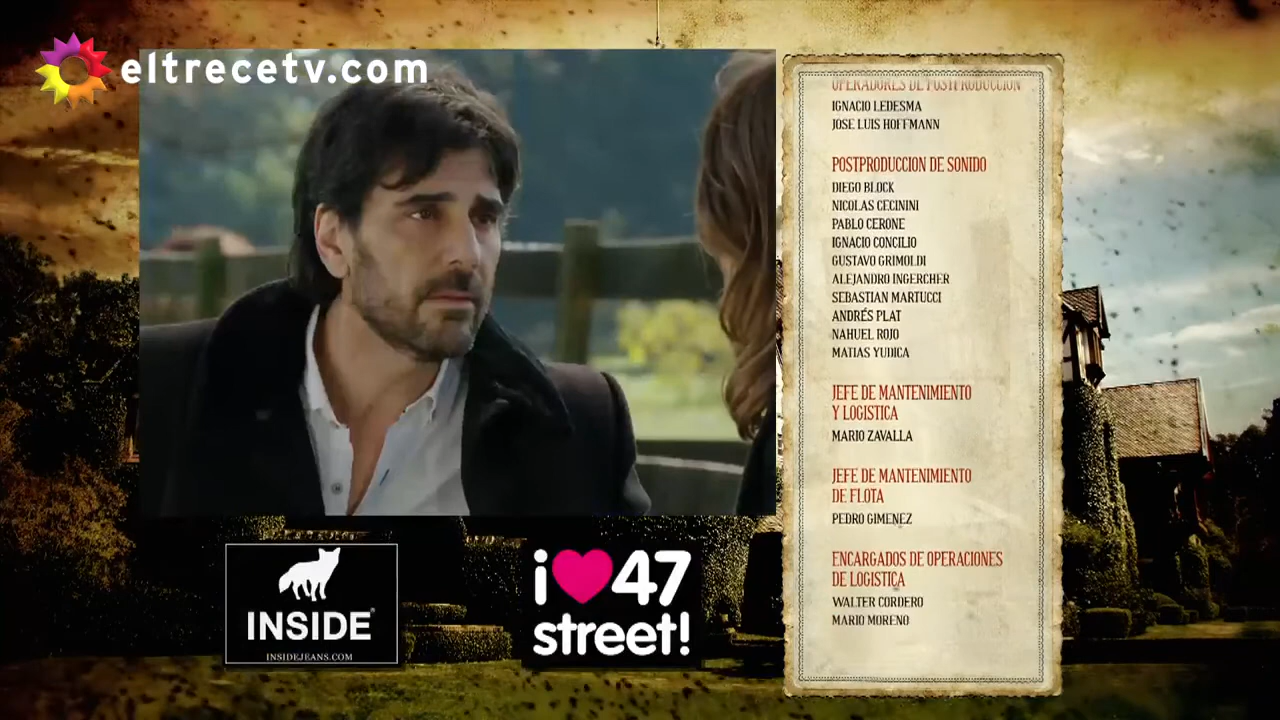 eltrecetv.com
OPERADORES DE POSTPRODUCCION
IGNACIO LEDESMA
JOSE LUIS HOFFMANN
POSTPRODUCCION DE SONIDO
DIEGO BLOCK
NICOLAS CECININI
PABLO CERONE
IGNACIO CONCILIO
GUSTAVO GRIMOLDI
ALEJANDRO INGERCHER
SEBASTIAN MARTUCCI
ANDRÉS PLAT
NAHUEL ROJO
MATIAS YUDICA
JEFE DE MANTENIMIENTO
Y LOGISTICA
MARIO ZAVALLA
JEFE DE MANTENIMIENTO
DE FLOTA
PEDRO GIMENEZ
ENCARGADOS DE OPERACIONES
DE LOGISTICA
WALTER CORDERO
MARIO MORENO
INSIDE®
INSIDEJEANS.COM
i 47
street!